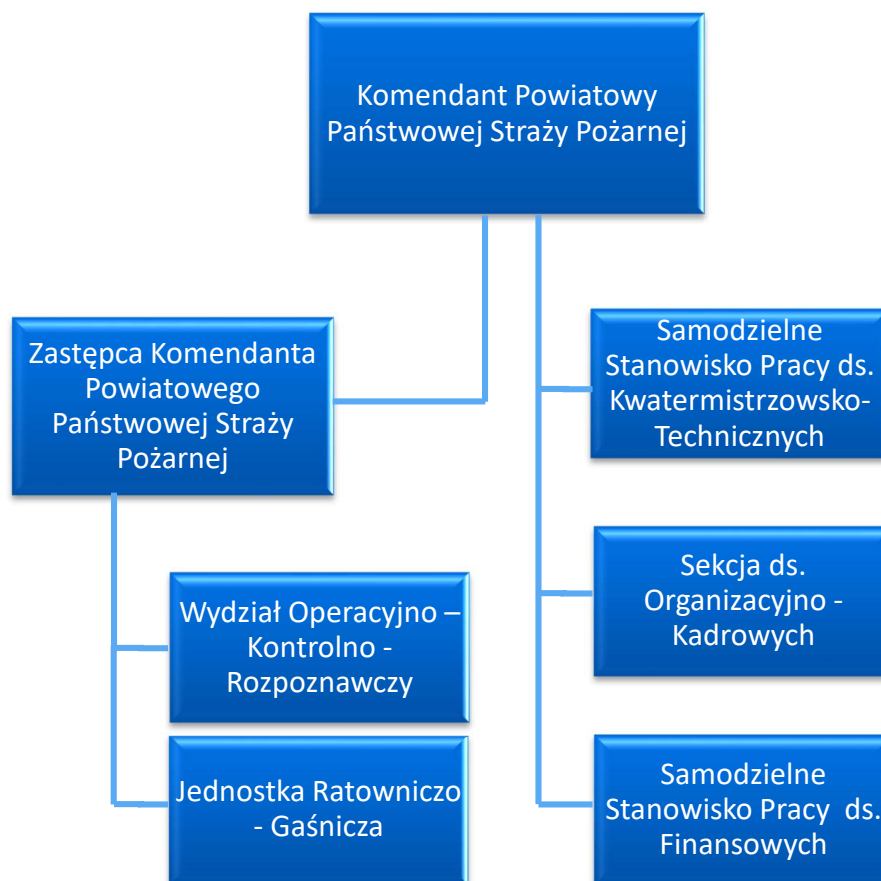 Komendant Powiatowy
Państwowej Straży Pożarnej
Zastępca Komendanta
Powiatowego
Państwowej Straży
Pożarnej
Samodzielne
Stanowisko Pracy ds.
Kwatermistrzowsko-
Technicznych
Wydział Operacyjno –
Kontrolno -
Rozpoznawczy
Sekcja ds.
Organizacyjno -
Kadrowych
Jednostka Ratowniczo
- Gaśnicza
Samodzielne
Stanowisko Pracy  ds.
Finansowych